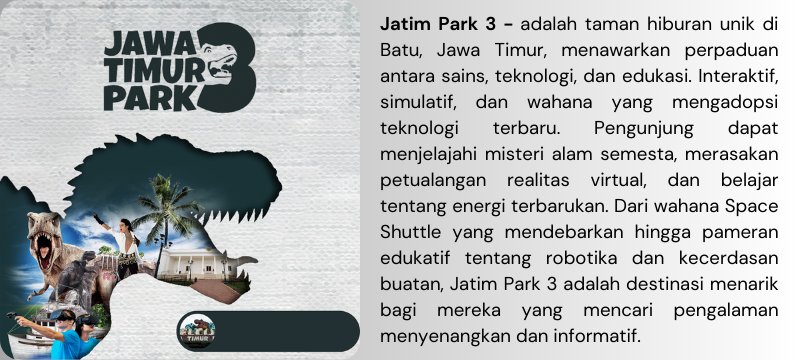 JAWA
TIMUR
PARK 3
TIMUR
Jatim Park 3 - adalah taman hiburan unik di
Batu, Jawa Timur, menawarkan perpaduan
antara sains, teknologi, dan edukasi. Interaktif,
simulatif, dan wahana yang mengadopsi
teknologi terbaru. Pengunjung dapat
menjelajahi misteri alam semesta, merasakan
petualangan realitas virtual, dan belajar
tentang energi terbarukan. Dari wahana Space
Shuttle yang mendebarkan hingga pameran
edukatif tentang robotika dan kecerdasan
buatan, Jatim Park 3 adalah destinasi menarik
bagi mereka yang mencari pengalaman
menyenangkan dan informatif.